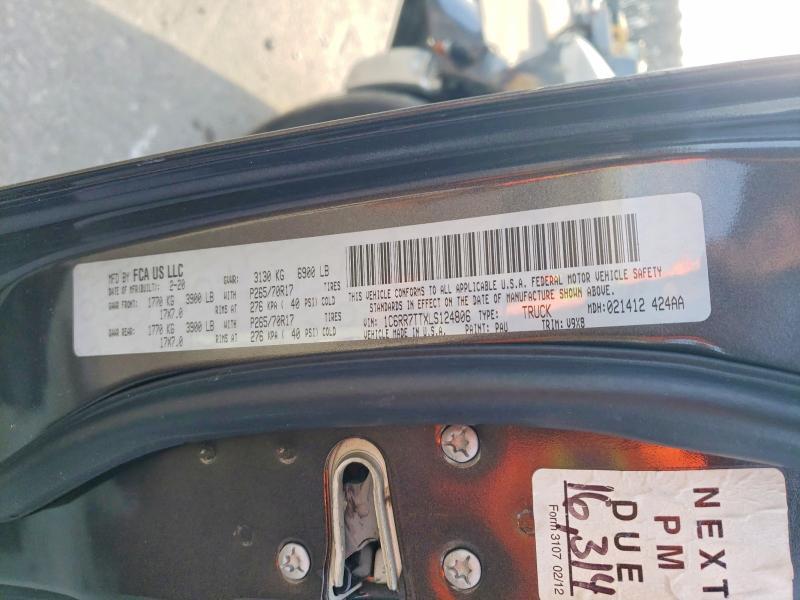 MFD BY FCA US LLC
DATE OF MFR(BUILT): 2-20 GVWR: 3130 KG 6900 LB
GAWR FRONT: 1770 KG 3900 LB WITH P265/70R17 TIRES
17X7.0 RIMS AT 276 KPA ( 40 PSI) COLD
GAWR REAR: 1770 KG 3900 LB WITH P265/70R17 TIRES
17X7.0 RIMS AT 276 KPA ( 40 PSI) COLD
THIS VEHICLE CONFORMS TO ALL APPLICABLE U.S.A. FEDERAL MOTOR VEHICLE SAFETY
STANDARDS IN EFFECT ON THE DATE OF MANUFACTURE SHOWN ABOVE.
VIN: 1C6RR7TTXLS124806 TYPE: TRUCK MDH: 021412 424AA
VEHICLE MADE IN U.S.A. PAINT: PAU TRIM: V9X8
NEXT
PM
DUE
16,314
Form 3107 02/12